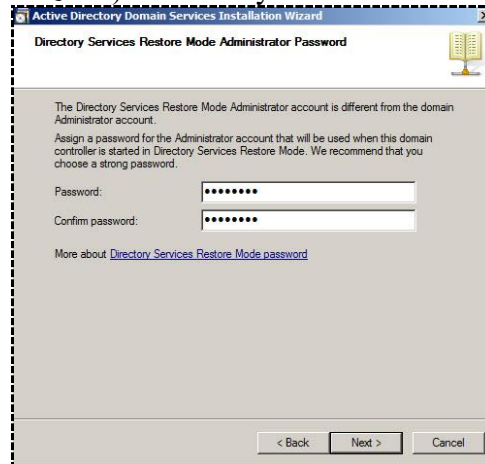 Active Directory Domain Services Installation Wizard
Directory Services Restore Mode Administrator Password
The Directory Services Restore Mode Administrator account is different from the domain
Administrator account.
Assign a password for the Administrator account that will be used when this domain
controller is started in Directory Services Restore Mode. We recommend that you
choose a strong password.
Password: ••••••••
Confirm password: ••••••••
More about Directory Services Restore Mode password
< Back Next > Cancel